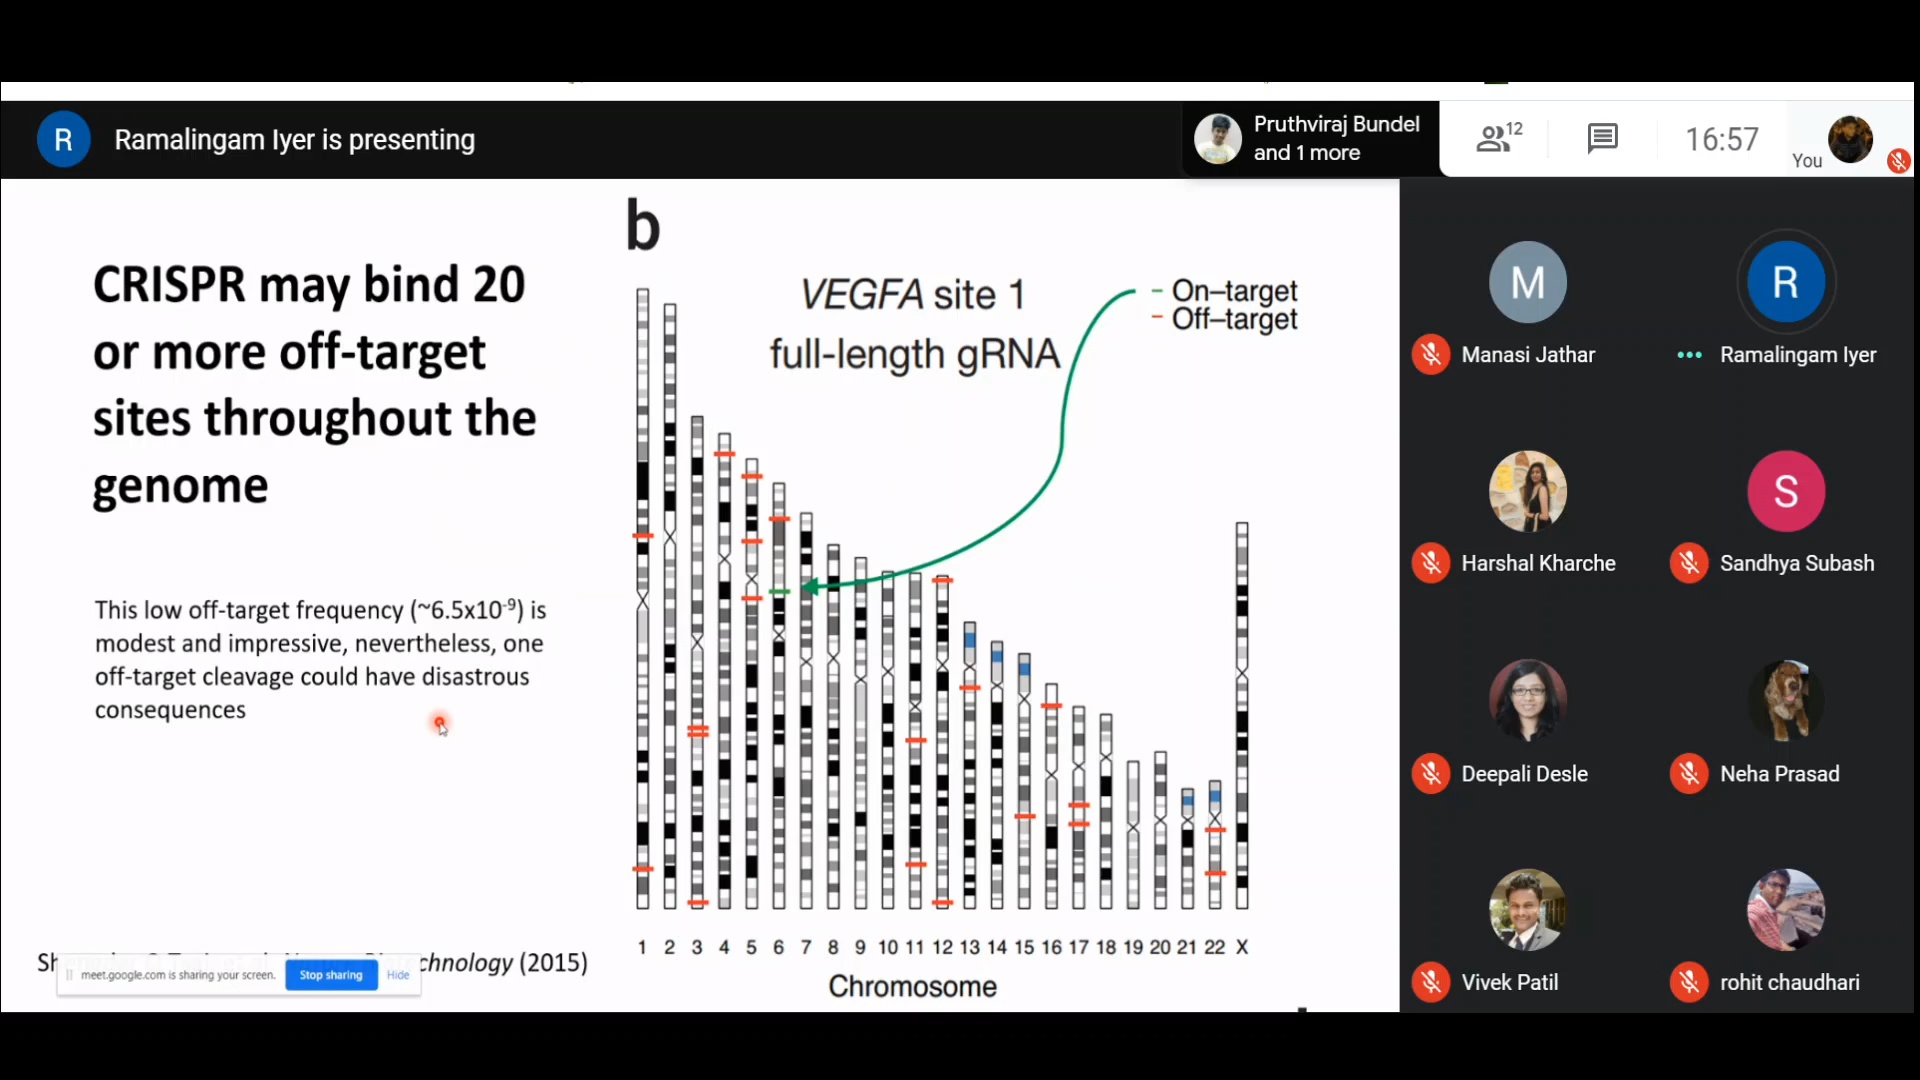 R
Ramalingam Iyer is presenting
Pruthviraj Bundel
and 1 more
12
16:57
You
b
CRISPR may bind 20
or more off-target
sites throughout the
genome
This low off-target frequency (~6.5x10⁻⁹) is
modest and impressive, nevertheless, one
off-target cleavage could have disastrous
consequences
VEGFA site 1
full-length gRNA
On–target
Off–target
1 2 3 4 5 6 7 8 9 10 11 12 13 14 15 16 17 18 19 20 21 22 X
Chromosome
chnology (2015)
meet.google.com is sharing your screen. Stop sharing Hide
M
Manasi Jathar
R
Ramalingam Iyer
Harshal Kharche
S
Sandhya Subash
Deepali Desle
Neha Prasad
Vivek Patil
rohit chaudhari